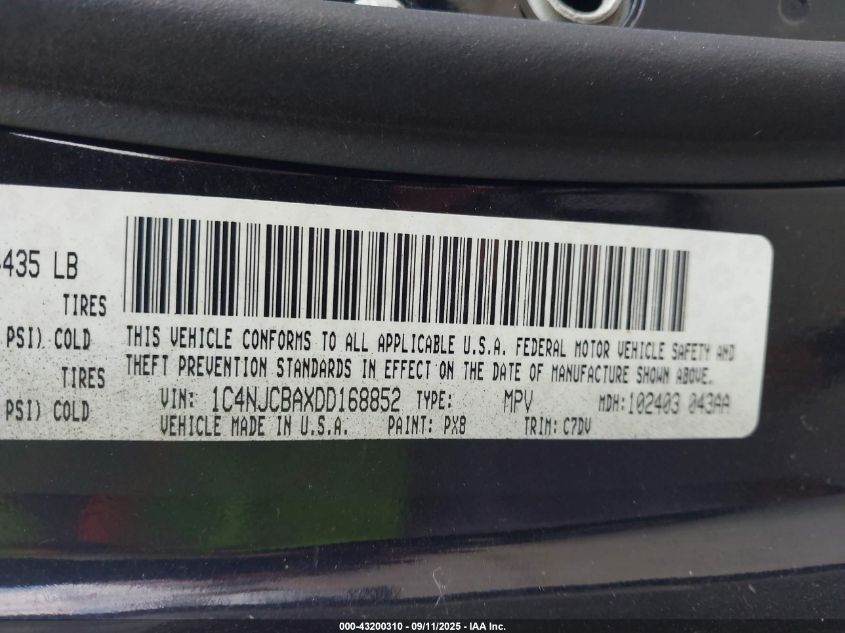 435 LB
TIRES
PSI) COLD
TIRES
PSI) COLD
THIS VEHICLE CONFORMS TO ALL APPLICABLE U.S.A. FEDERAL MOTOR VEHICLE SAFETY AND
THEFT PREVENTION STANDARDS IN EFFECT ON THE DATE OF MANUFACTURE SHOWN ABOVE.
VIN: 1C4NJCBAXDD168852 TYPE: MPV MDH:102403 043AA
VEHICLE MADE IN U.S.A. PAINT: PX8 TRIM: C7DV
000-43200310 - 09/11/2025 - IAA Inc.